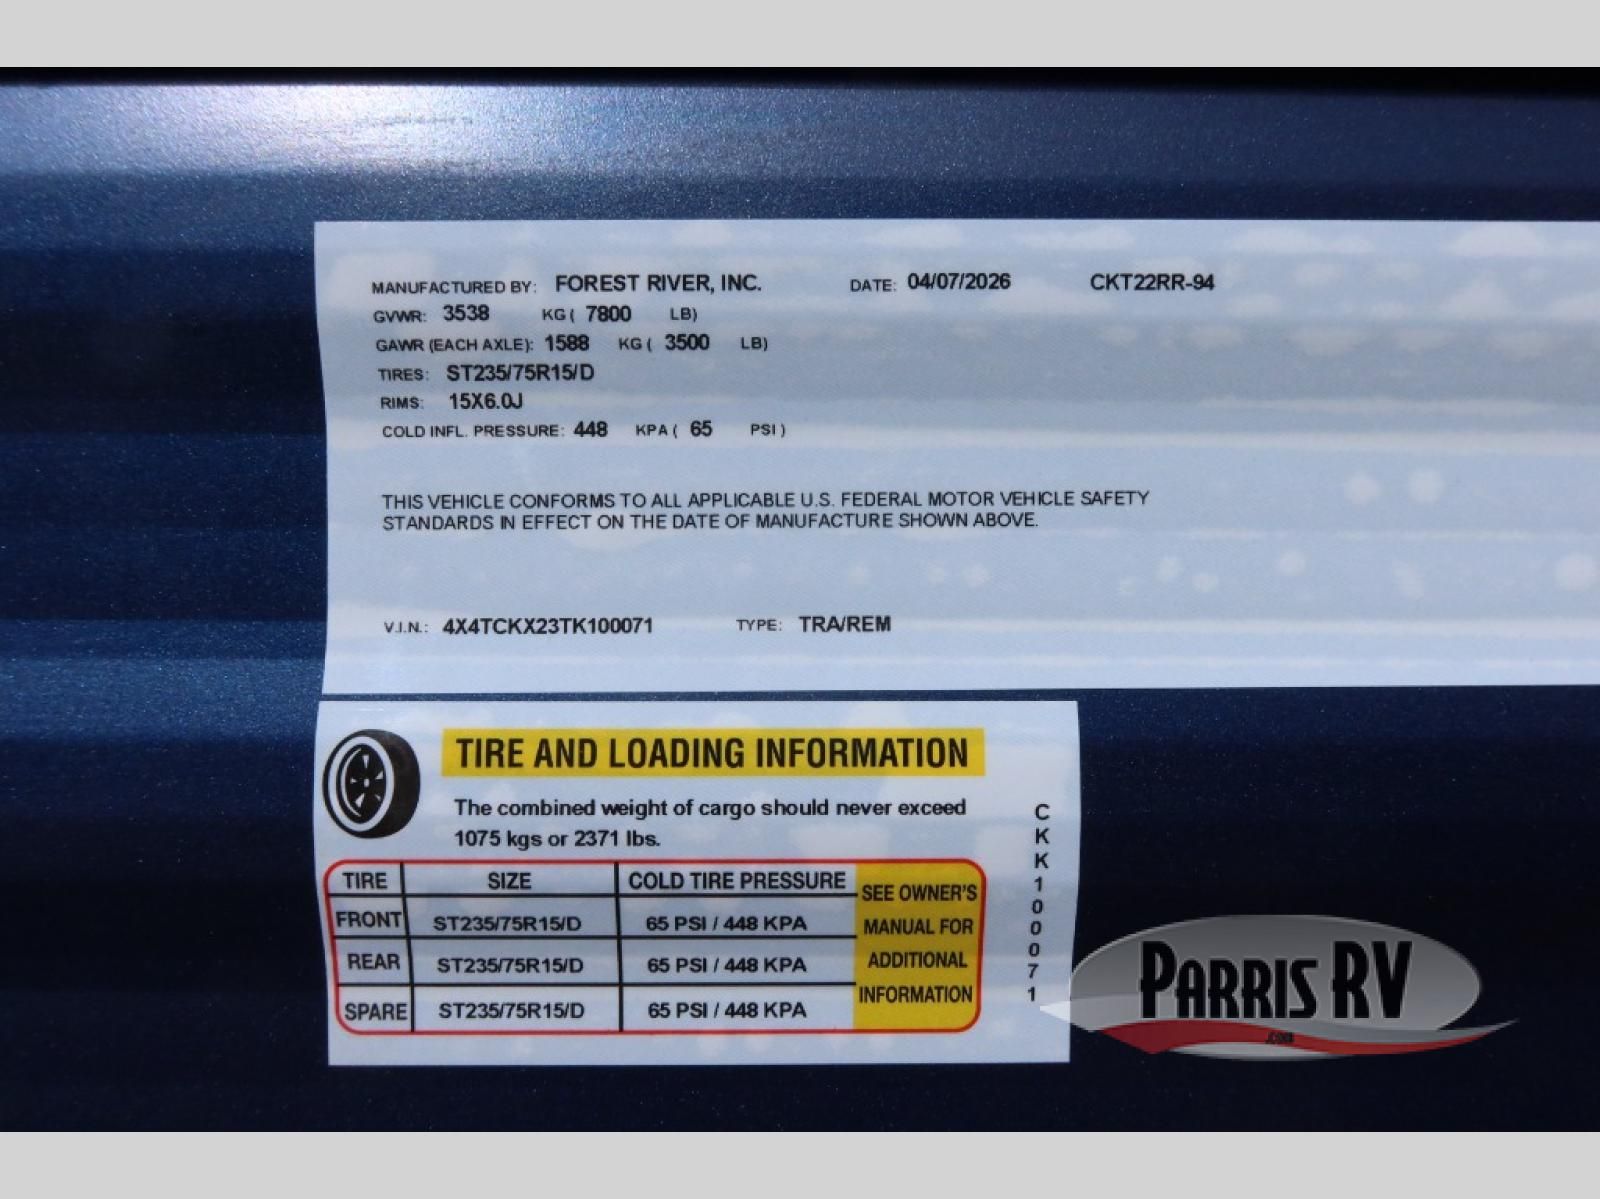 MANUFACTURED BY: FOREST RIVER, INC. DATE: 04/07/2026 CKT22RR-94
GVWR: 3538 KG ( 7800 LB)
GAWR (EACH AXLE): 1588 KG ( 3500 LB)
TIRES: ST235/75R15/D
RIMS: 15X6.0J
COLD INFL. PRESSURE: 448 KPA ( 65 PSI )
THIS VEHICLE CONFORMS TO ALL APPLICABLE U.S. FEDERAL MOTOR VEHICLE SAFETY
STANDARDS IN EFFECT ON THE DATE OF MANUFACTURE SHOWN ABOVE.
V.I.N.: 4X4TCKX23TK100071 TYPE: TRA/REM
TIRE AND LOADING INFORMATION
The combined weight of cargo should never exceed
1075 kgs or 2371 lbs.
TIRE SIZE COLD TIRE PRESSURE
FRONT ST235/75R15/D 65 PSI / 448 KPA
REAR ST235/75R15/D 65 PSI / 448 KPA
SPARE ST235/75R15/D 65 PSI / 448 KPA
SEE OWNER'S
MANUAL FOR
ADDITIONAL
INFORMATION
CKK100071
PARRIS RV
.COM